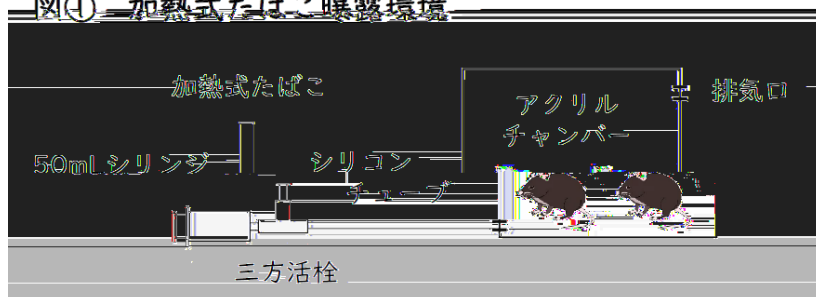 図① 加熱式たばこ曝露環境
加熱式たばこ
排気口
アクリル
チャンバー
50mLシリンジ
シリコン
チューブ
三方活栓